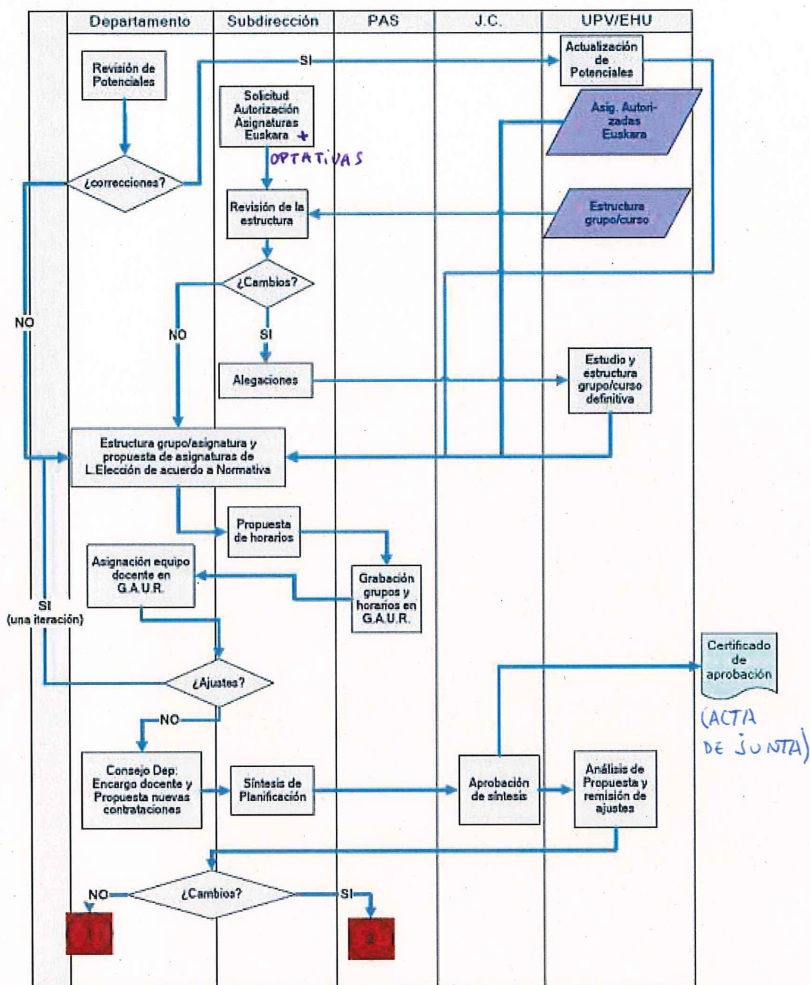 Departamento
Subdirección
PAS
J.C.
UPV/EHU
Revisión de
Potenciales
SI
Actualización
de
Potenciales
Solicitud
Autorización
Asignaturas
Euskara +
OPTATIVAS
Asig. Autori-
zadas
Euskara
¿correcciones?
Revisión de la
estructura
Estructura
grupo/curso
¿Cambios?
NO
NO
SI
Alegaciones
Estudio y
estructura
grupo/curso
definitiva
Estructura grupo/asignatura y
propuesta de asignaturas de
L.Elección de acuerdo a Normativa
Propuesta
de horarios
Asignación equipo
docente en
G.A.U.R.
Grabación
grupos y
horarios en
G.A.U.R.
SI
(una iteración)
¿Ajustes?
Certificado
de
aprobación
(ACTA
DE JUNTA)
NO
Consejo Dep:
Encargo docente y
Propuesta nuevas
contrataciones
Síntesis de
Planificación
Aprobación
de síntesis
Análisis de
Propuesta y
remisión de
ajustes
¿Cambios?
NO
SI
1
2